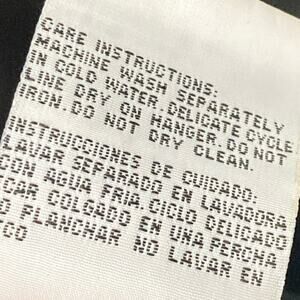 CARE INSTRUCTIONS.
MACHINE WASH SEPARATELY
IN COLD WATER.DELICATE CYCLE
LINE DRY ON HANGER.DO NOT
IRON.DO NOT DRY CLEAN.
INSTRUCCIONES DE CUIDADO.
LAVAR SEPARADO EN LAVADORA
CON AGUA FRIA.CICLO DELICADO
CAR COLGADO EN UNA PERCHA
O PLANCHAR NO LAVAR EN
CO